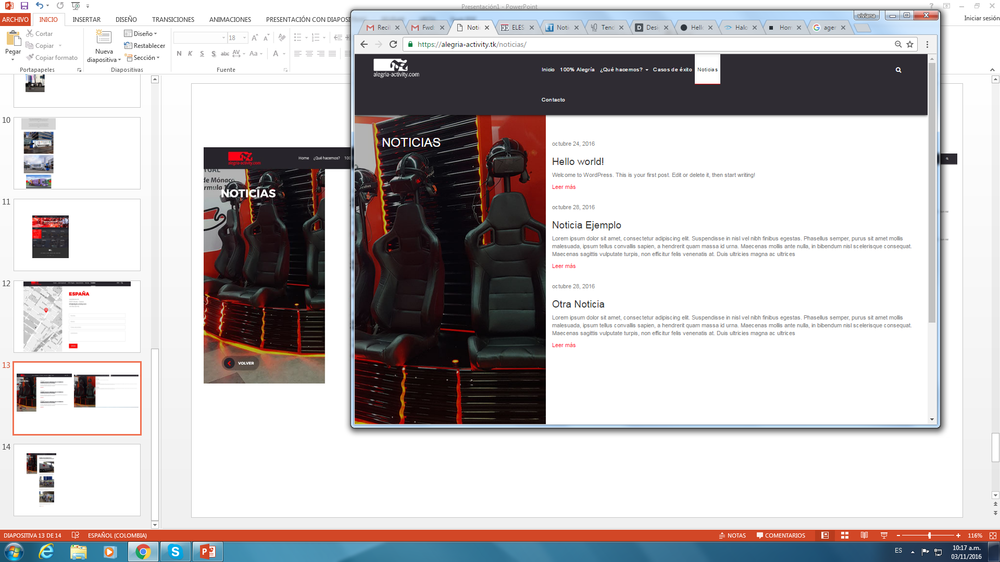 Presentación1 - PowerPoint
ARCHIVO INICIO INSERTAR DISEÑO TRANSICIONES ANIMACIONES PRESENTACIÓN CON DIAPOSI
Iniciar sesión
Pegar
Cortar
Copiar
Copiar formato
Portapapeles
Nueva diapositiva
Diseño
Restablecer
Sección
Diapositivas
18
N K S S abc AV Aa A
Fuente
viviana
Recil Fwd: Noti ELES Noti Tend Desi Hello Halo Hom ager
https://alegria-activity.tk/noticias/
alegria-activity.com
Inicio 100% Alegría ¿Qué hacemos? Casos de éxito Noticias
Contacto
NOTICIAS
octubre 24, 2016
Hello world!
Welcome to WordPress. This is your first post. Edit or delete it, then start writing!
Leer más
octubre 28, 2016
Noticia Ejemplo
Lorem ipsum dolor sit amet, consectetur adipiscing elit. Suspendisse in nisl vel nibh finibus egestas. Phasellus semper, purus sit amet mollis
malesuada, ipsum tellus convallis sapien, a hendrerit quam massa id urna. Maecenas mollis ante nulla, in bibendum nisl scelerisque consequat.
Maecenas sagittis vulputate turpis, non efficitur felis venenatis at. Duis ultricies magna ac ultrices
Leer más
octubre 28, 2016
Otra Noticia
Lorem ipsum dolor sit amet, consectetur adipiscing elit. Suspendisse in nisl vel nibh finibus egestas. Phasellus semper, purus sit amet mollis
malesuada, ipsum tellus convallis sapien, a hendrerit quam massa id urna. Maecenas mollis ante nulla, in bibendum nisl scelerisque consequat.
Maecenas sagittis vulputate turpis, non efficitur felis venenatis at. Duis ultricies magna ac ultrices
Leer más
alegria-activity.com
Home ¿Qué hacemos? 100
de Mónaco
NOTICIAS
VOLVER
10
11
12
ESPAÑA
13
14
DIAPOSITIVA 13 DE 14 ESPAÑOL (COLOMBIA)
NOTAS COMENTARIOS 116%
ES
10:17 a.m.
03/11/2016